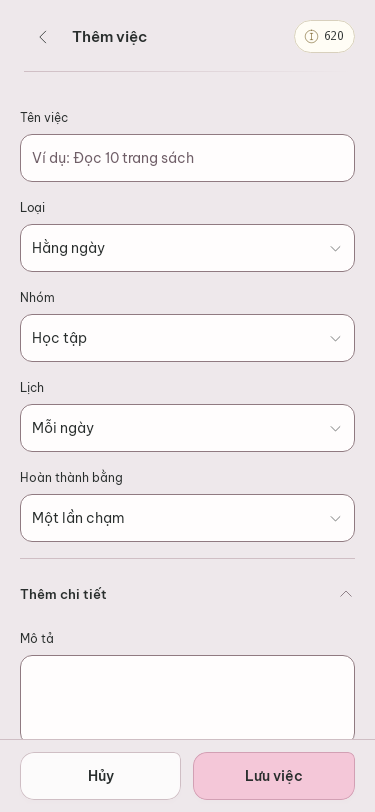 Thêm việc
620
Tên việc
Ví dụ: Đọc 10 trang sách
Loại
Hằng ngày
Nhóm
Học tập
Lịch
Mỗi ngày
Hoàn thành bằng
Một lần chạm
Thêm chi tiết
Mô tả
Hủy
Lưu việc